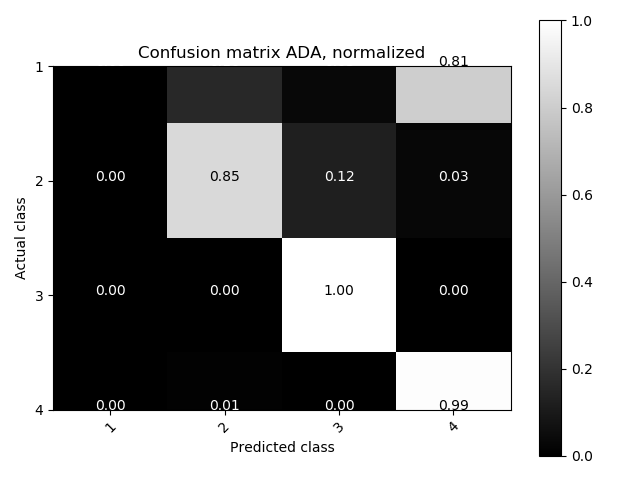 Confusion matrix ADA, normalized
0.81
0.00 0.85 0.12 0.03
0.00 0.00 1.00 0.00
0.00 0.01 0.00 0.99
1
2
3
4
Actual class
1 2 3 4
Predicted class
1.0
0.8
0.6
0.4
0.2
0.0